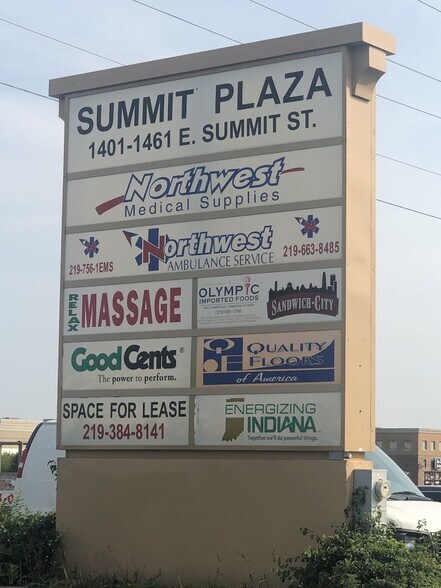 SUMMIT PLAZA
1401-1461 E. SUMMIT ST.
Northwest
Medical Supplies
Northwest
AMBULANCE SERVICE
219-756-1EMS
219-663-8485
RELAX
MASSAGE
OLYMPIC
IMPORTED FOODS
SANDWICH-CITY
GoodCents®
The power to perform.
QUALITY
FLOORS
of America
SPACE FOR LEASE
219-384-8141
ENERGIZING
INDIANA
Together we'll do powerful things.